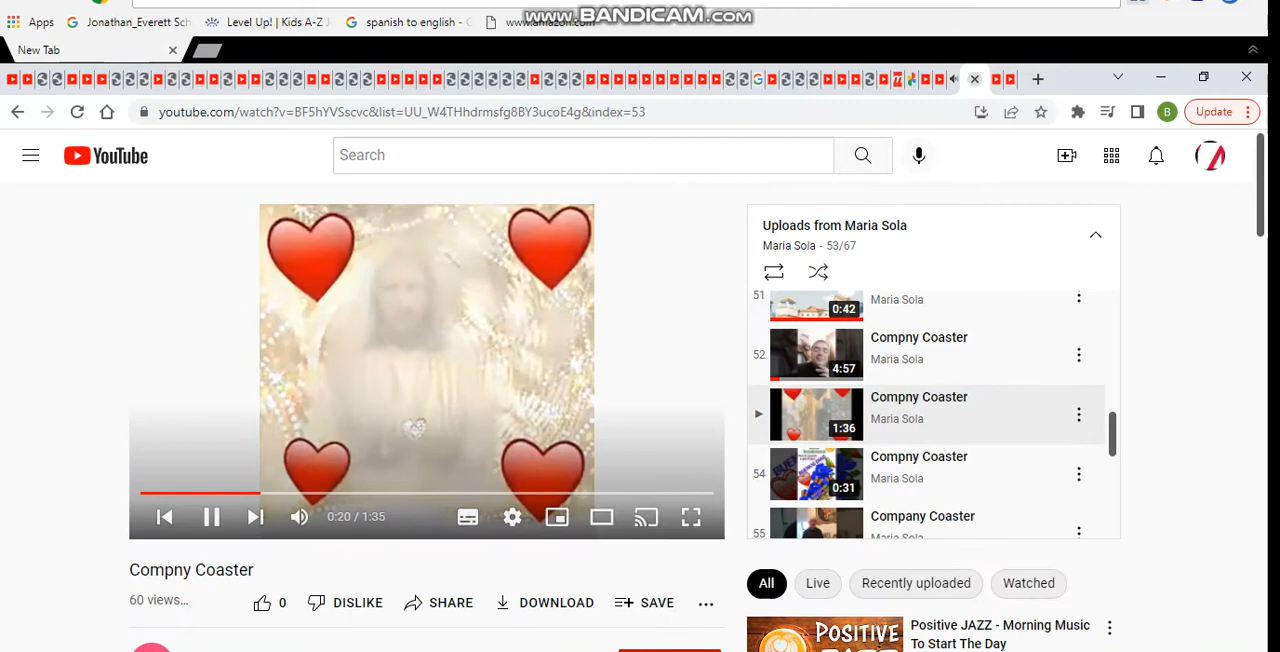 www.BANDICAM.com
Apps
Jonathan_Everett Sch
Level Up! | Kids A-Z
spanish to english -
New Tab
youtube.com/watch?v=BF5hYVSscvc&list=UU_W4THhdrmsfg8BY3ucoE4g&index=53
B
Update
YouTube
Search
Uploads from Maria Sola
Maria Sola - 53/67
51
0:42
Maria Sola
52
4:57
Compny Coaster
Maria Sola
1:36
Compny Coaster
Maria Sola
54
0:31
Compny Coaster
Maria Sola
55
Company Coaster
Maria Sola
0:20 / 1:35
Compny Coaster
60 views...
0
DISLIKE
SHARE
DOWNLOAD
SAVE
All
Live
Recently uploaded
Watched
POSITIVE
JAZZ
Positive JAZZ - Morning Music
To Start The Day